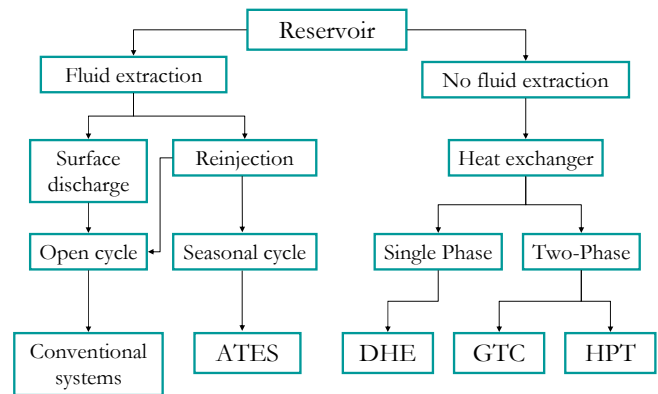 Reservoir
Fluid extraction
No fluid extraction
Surface
discharge
Reinjection
Heat exchanger
Open cycle
Seasonal cycle
Single Phase
Two-Phase
Conventional
systems
ATES
DHE
GTC
HPT